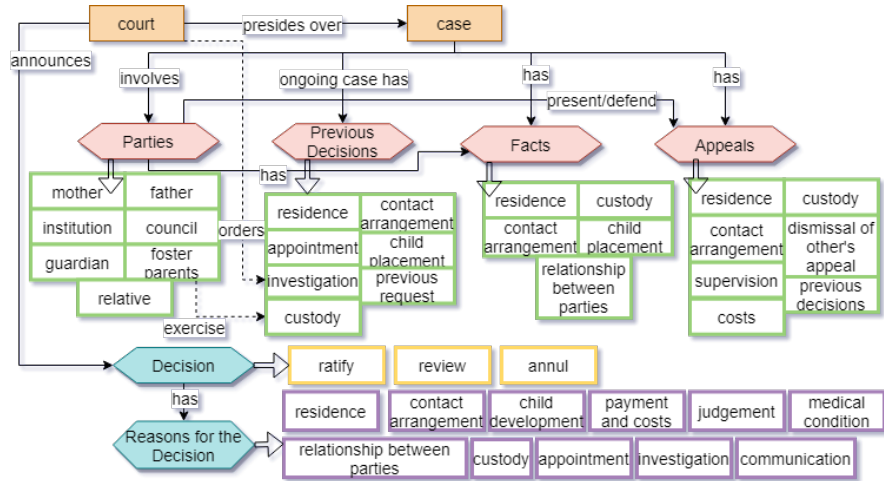 court
presides over
case
announces
involves
ongoing case has
has
has
present/defend
Parties
Previous
Decisions
Facts
Appeals
has
mother
father
institution
council
guardian
foster
parents
relative
orders
exercise
residence
contact
arrangement
appointment
child
placement
investigation
previous
request
custody
residence
custody
contact
arrangement
child
placement
relationship
between
parties
residence
custody
contact
arrangement
dismissal of
other's
appeal
supervision
previous
decisions
costs
Decision
ratify
review
annul
has
Reasons for the
Decision
residence
contact
arrangement
child
development
payment
and costs
judgement
medical
condition
relationship between
parties
custody
appointment
investigation
communication